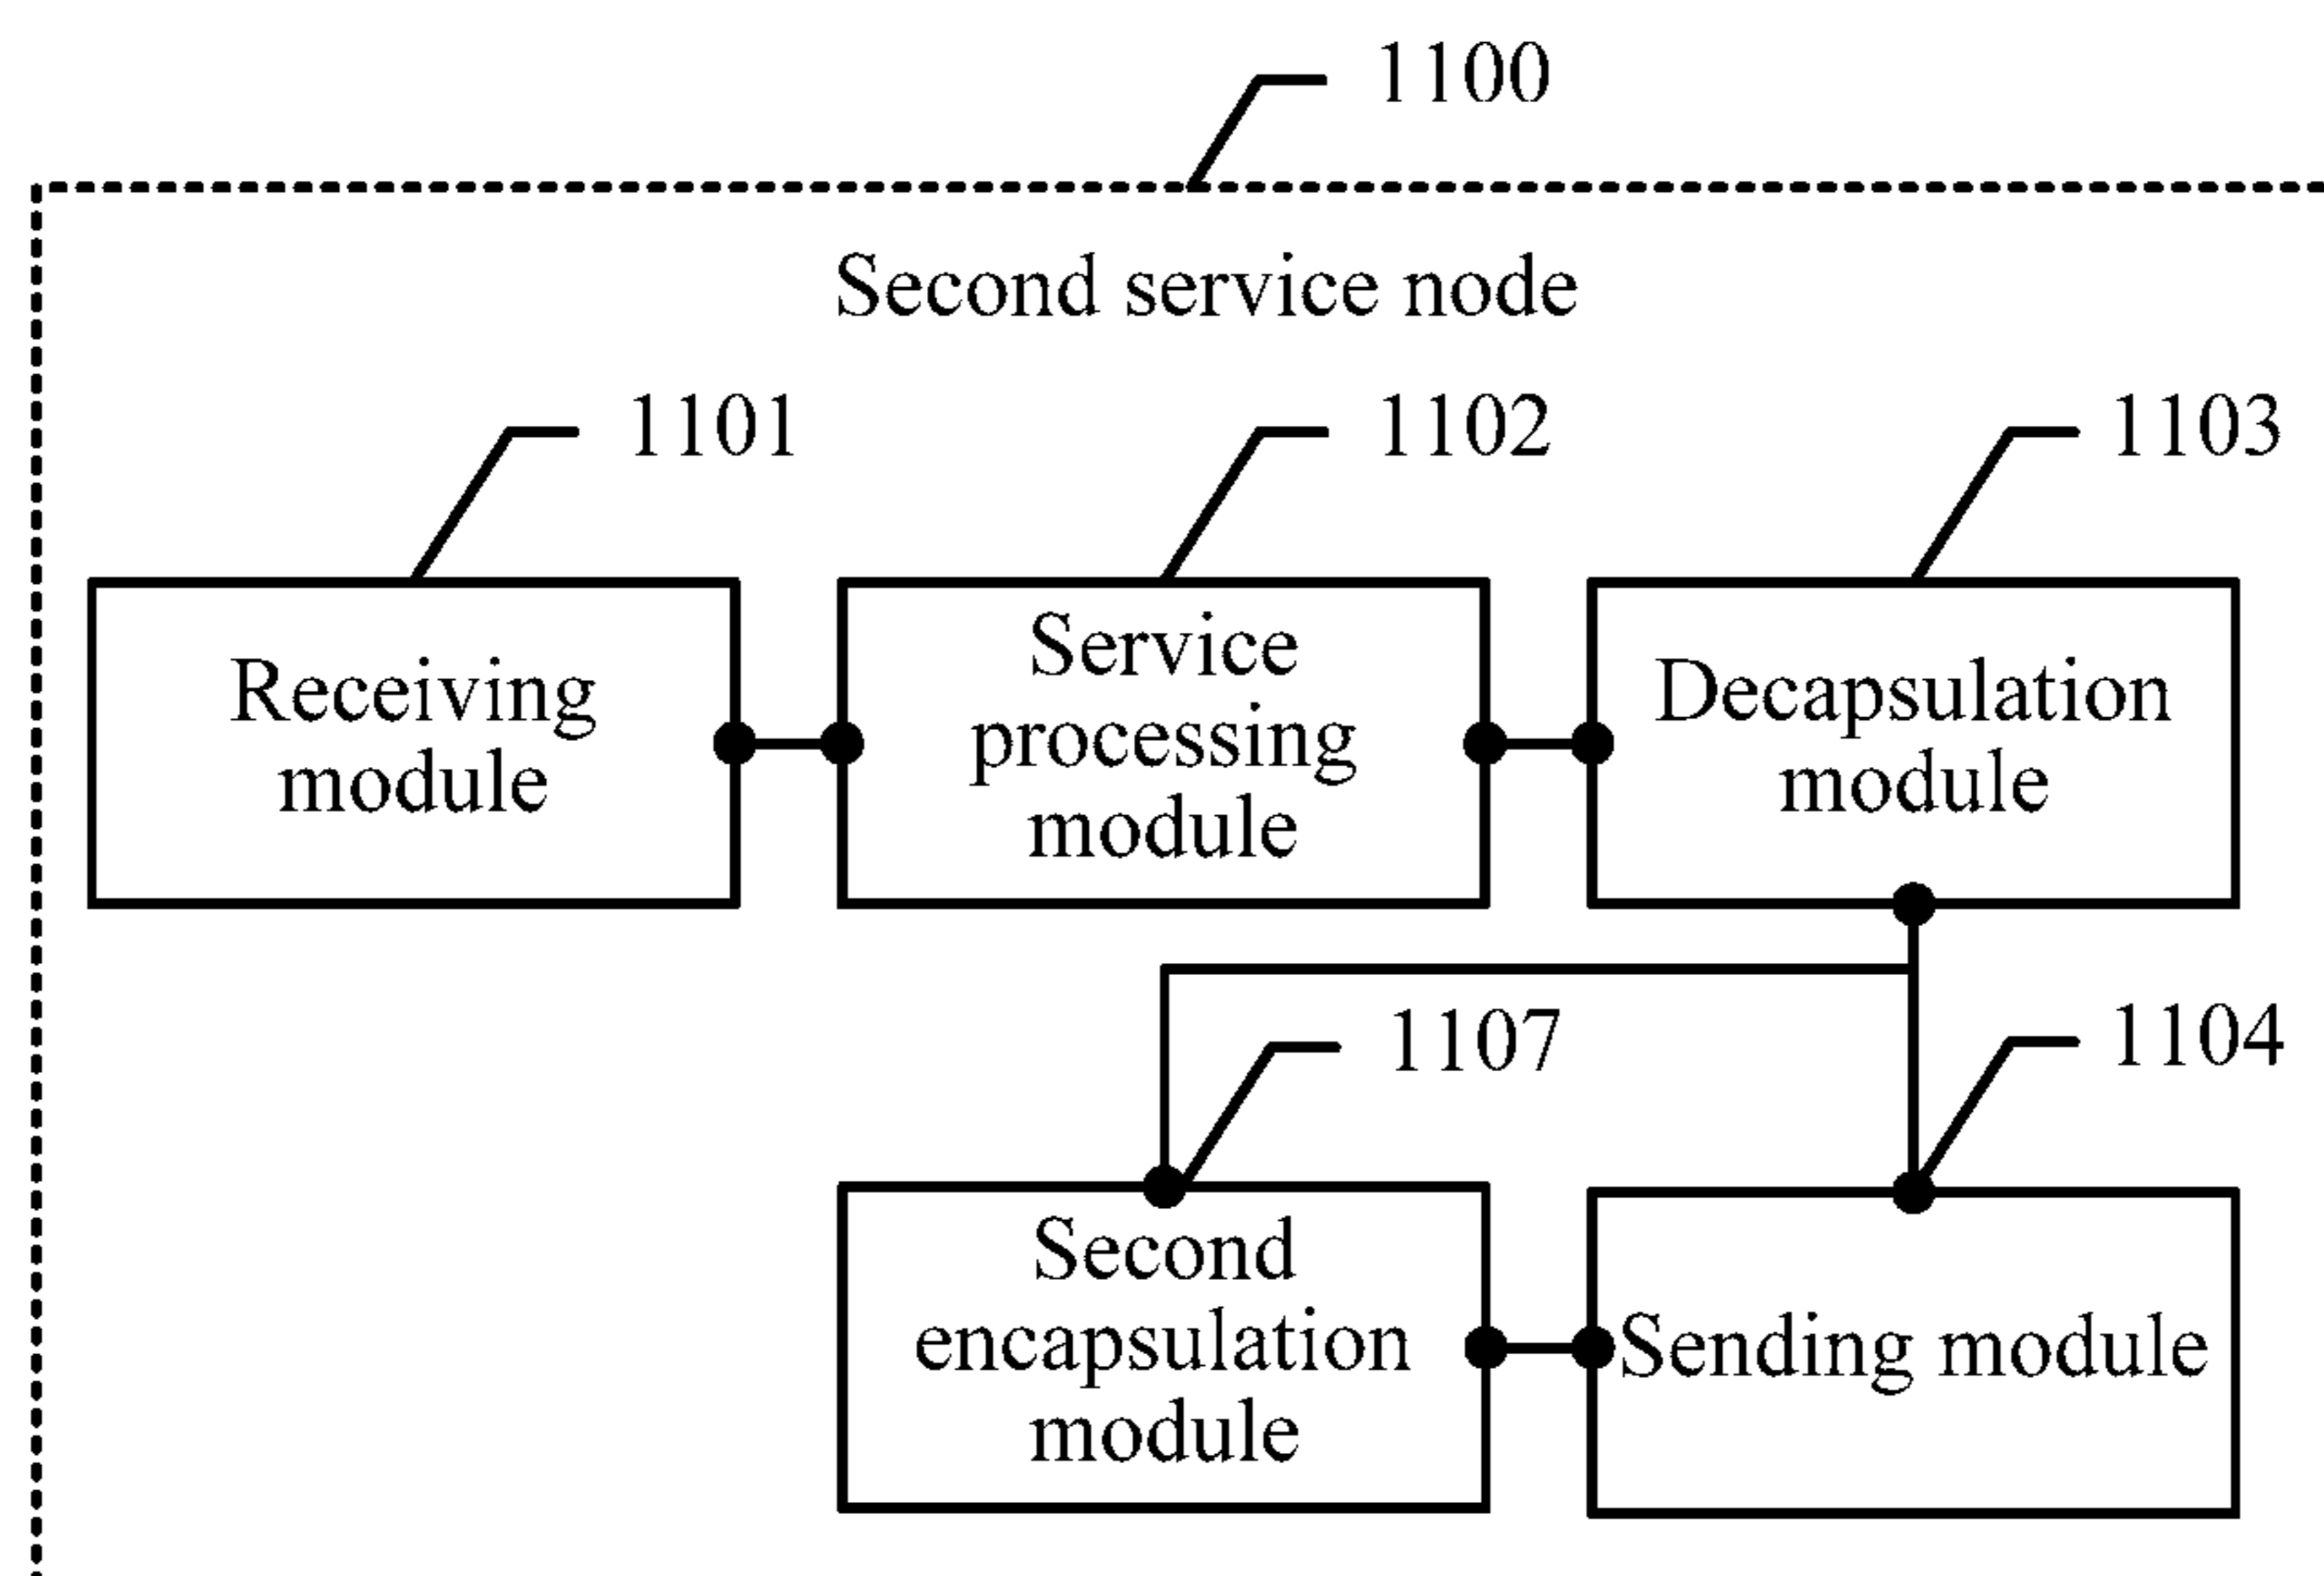 1100
Second service node
1101
1102
1103
Receiving
module
Service
processing
module
Decapsulation
module
1107
1104
Second
encapsulation
module
Sending module